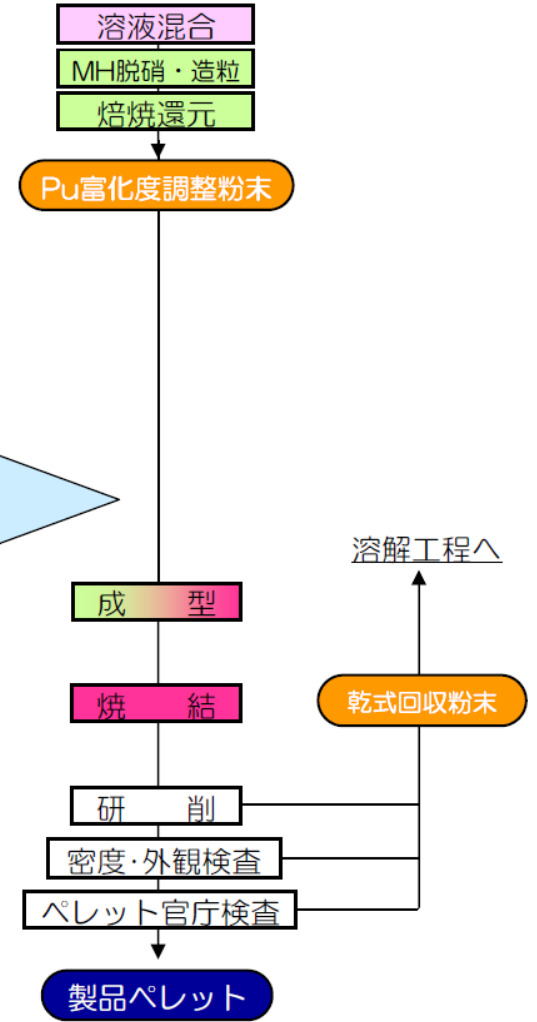 溶液混合
MH脱硝・造粒
焙焼還元
Pu富化度調整粉末
溶解工程へ
成　型
焼　結
乾式回収粉末
研　削
密度・外観検査
ペレット官庁検査
製品ペレット